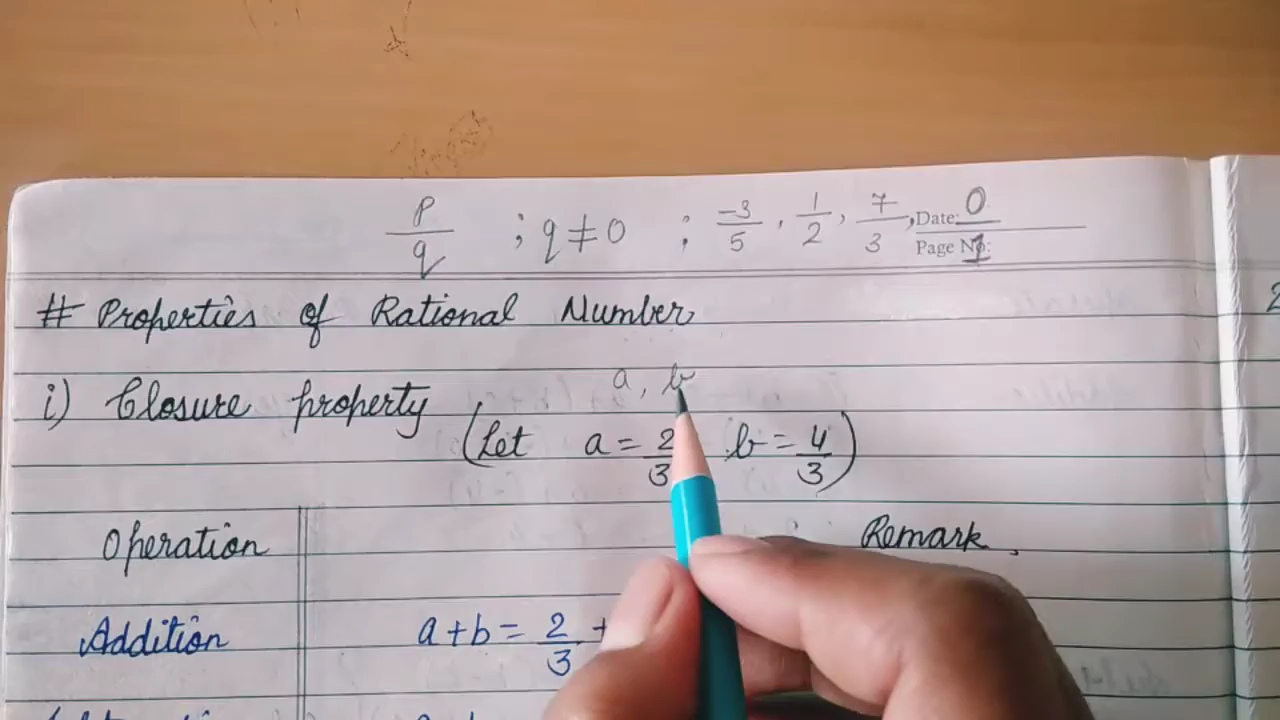 p/q ; q ≠ 0 ; -3/5, 1/2, 7/3, 0
Date:
Page No: 1
# Properties of Rational Number
a, b
i) Closure property
(Let a = 2/3 b = 4/3)
Operation Remark
Addition a + b = 2/3 +